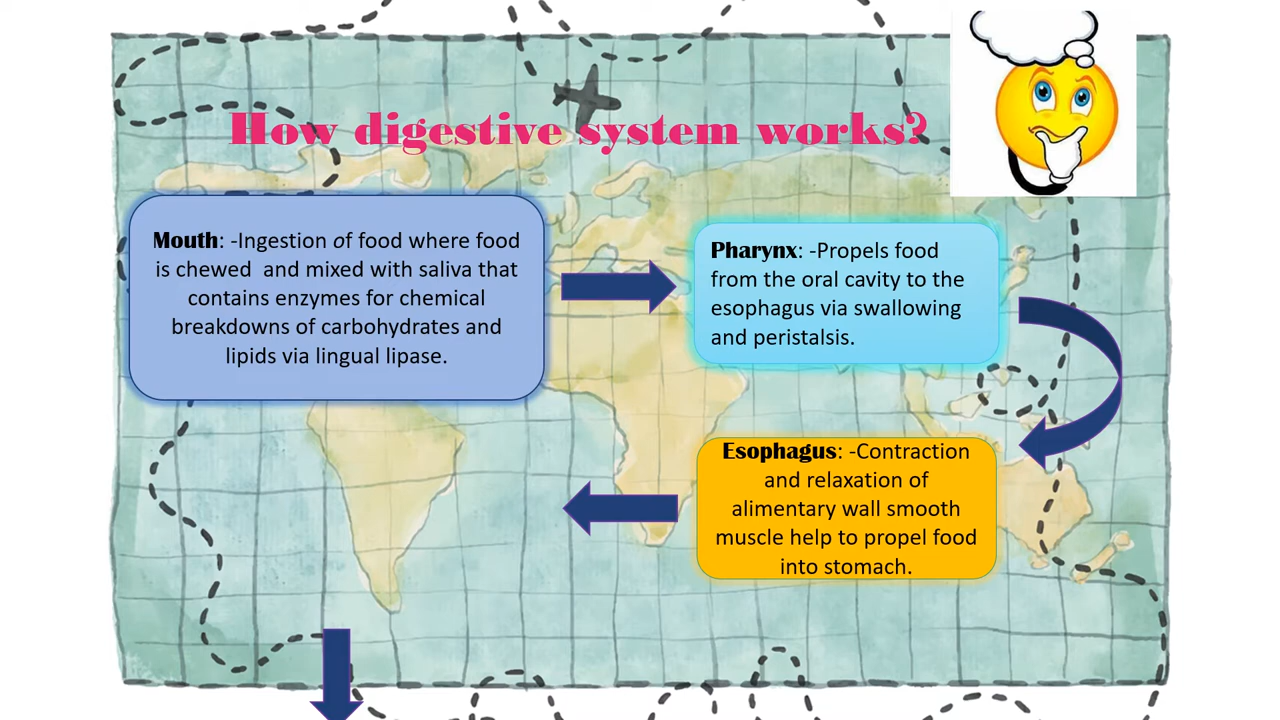 How digestive system works?
Mouth: -Ingestion of food where food
is chewed  and mixed with saliva that
contains enzymes for chemical
breakdowns of carbohydrates and
lipids via lingual lipase.
Pharynx: -Propels food
from the oral cavity to the
esophagus via swallowing
and peristalsis.
Esophagus: -Contraction
and relaxation of
alimentary wall smooth
muscle help to propel food
into stomach.